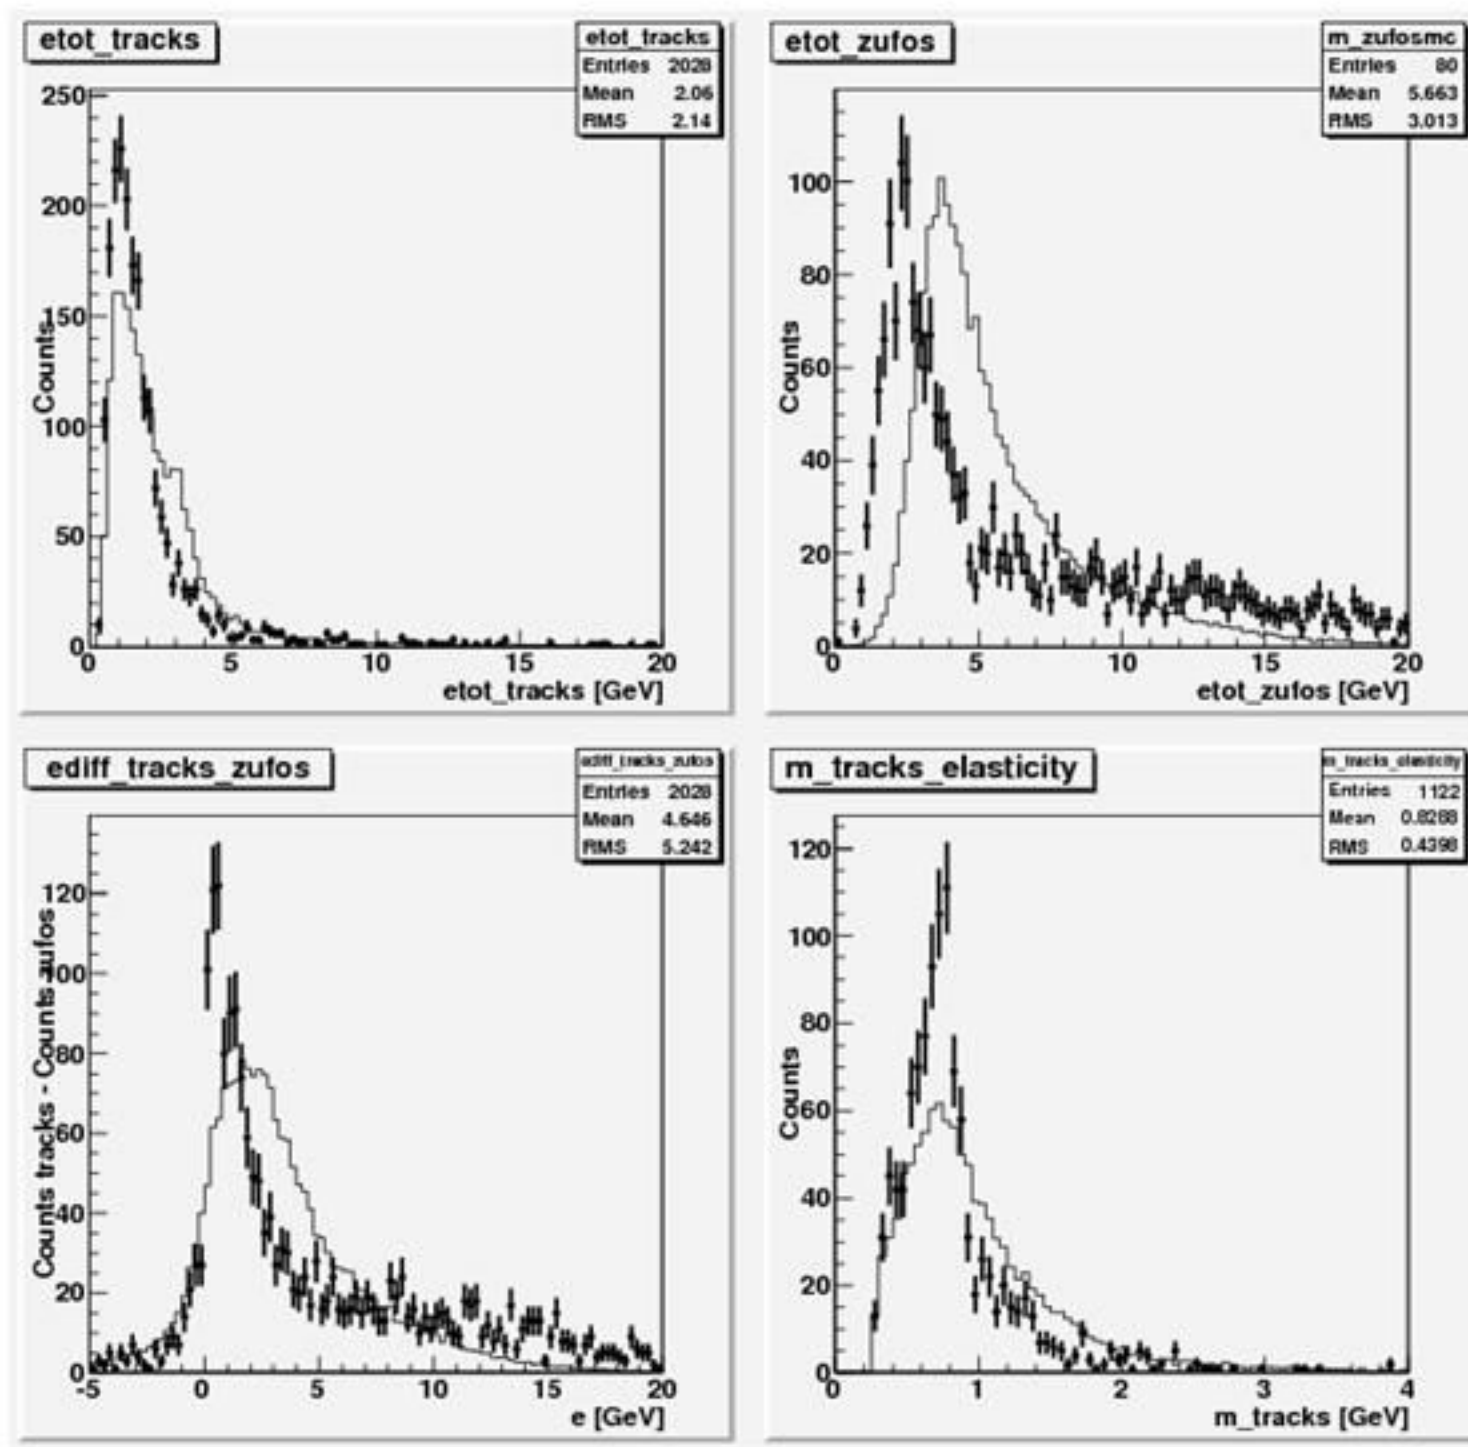 etot_tracks
etot_tracks
Entries 2028
Mean 2.06
RMS 2.14
250
200
150
100
50
0
Counts
0 5 10 15 20
etot_tracks [GeV]
etot_zufos
m_zufosmc
Entries 80
Mean 5.663
RMS 3.013
100
80
60
40
20
0
Counts
0 5 10 15 20
etot_zufos [GeV]
ediff_tracks_zufos
ediff_tracks_zufos
Entries 2028
Mean 4.646
RMS 5.242
120
100
80
60
40
20
0
Counts tracks - Counts zufos
-5 0 5 10 15 20
e [GeV]
m_tracks_elasticity
m_tracks_elasticity
Entries 1122
Mean 0.8288
RMS 0.4398
120
100
80
60
40
20
0
Counts
0 1 2 3 4
m_tracks [GeV]